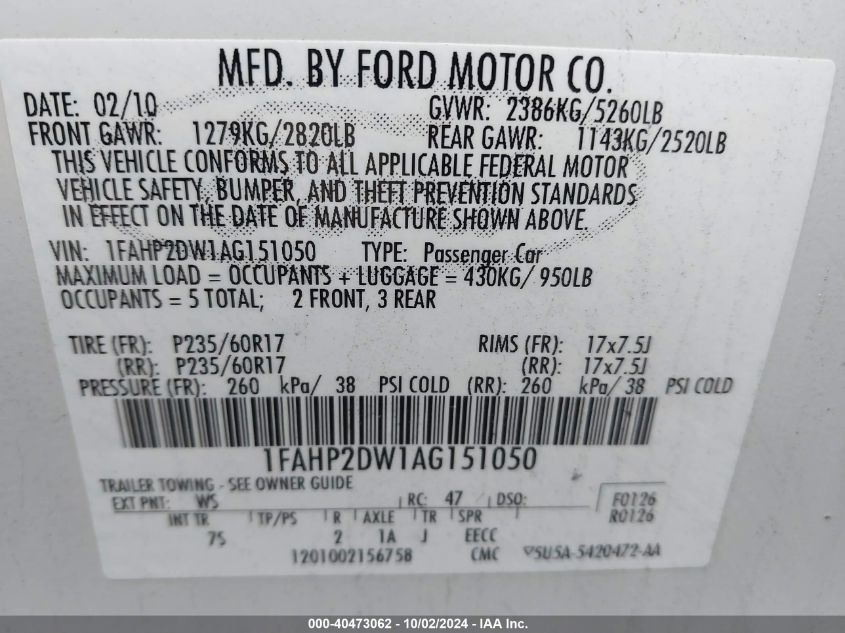 MFD. BY FORD MOTOR CO.
DATE: 02/10 GVWR: 2386KG/5260LB
FRONT GAWR: 1279KG/2820LB REAR GAWR: 1143KG/2520LB
THIS VEHICLE CONFORMS TO ALL APPLICABLE FEDERAL MOTOR
VEHICLE SAFETY, BUMPER, AND THEFT PREVENTION STANDARDS
IN EFFECT ON THE DATE OF MANUFACTURE SHOWN ABOVE.
VIN: 1FAHP2DW1AG151050 TYPE: Passenger Car
MAXIMUM LOAD = OCCUPANTS + LUGGAGE = 430KG/ 950LB
OCCUPANTS = 5 TOTAL; 2 FRONT, 3 REAR
TIRE (FR): P235/60R17 RIMS (FR): 17x7.5J
(RR): P235/60R17 (RR): 17x7.5J
PRESSURE (FR): 260 kPa/ 38 PSI COLD (RR): 260 kPa/ 38 PSI COLD
1FAHP2DW1AG151050
TRAILER TOWING - SEE OWNER GUIDE
EXT PNT: WS RC: 47 DSO: F0126
INT TR TP/PS R AXLE TR SPR R0126
7S 2 1A J EECC
1201002156758 CMC 5U5A-5420472-AA
000-40473062 - 10/02/2024 - IAA Inc.